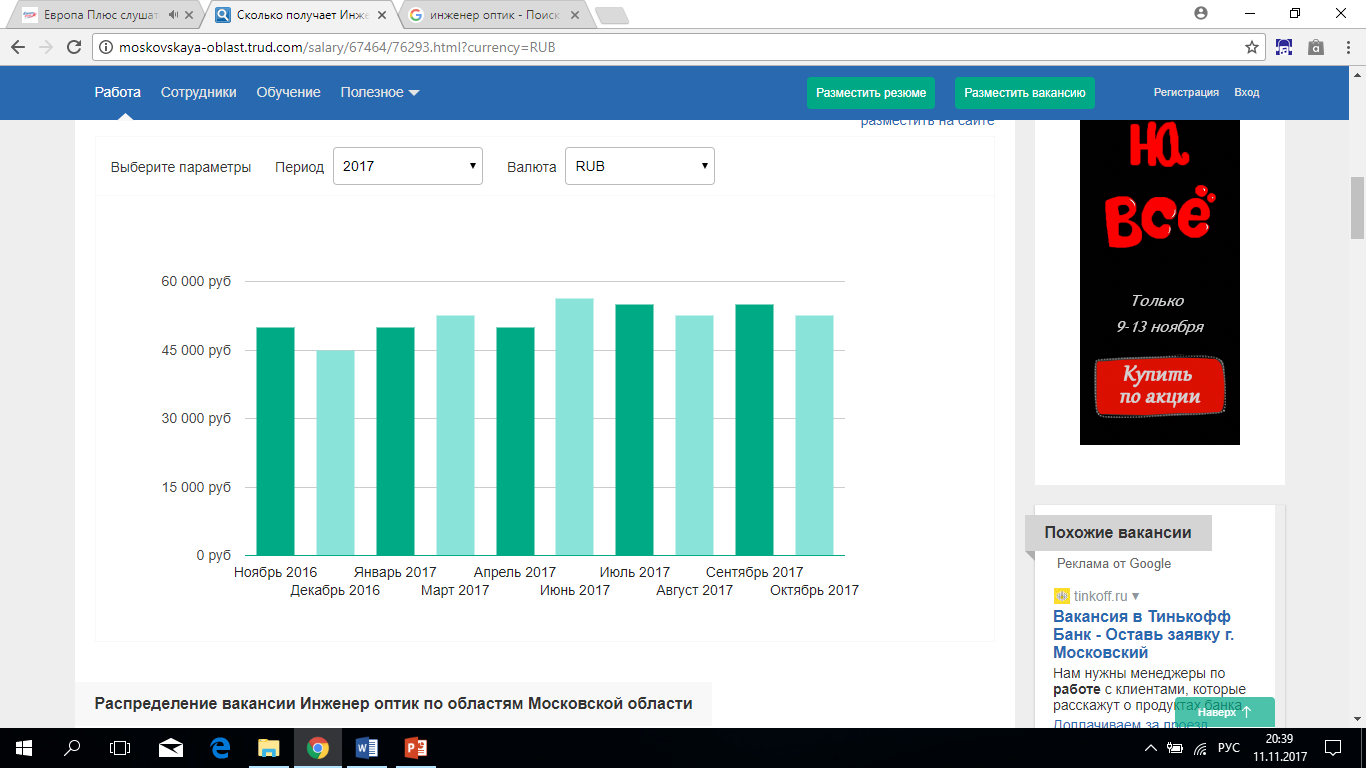 Европа Плюс слушат
Сколько получает Инже
инженер оптик - Поиск
moskovskaya-oblast.trud.com/salary/67464/76293.html?currency=RUB
Работа Сотрудники Обучение Полезное Разместить резюме Разместить вакансию Регистрация Вход
разместить на сайте
Выберите параметры Период 2017 Валюта RUB
60 000 руб
45 000 руб
30 000 руб
15 000 руб
0 руб
Ноябрь 2016 Январь 2017 Апрель 2017 Июль 2017 Сентябрь 2017
Декабрь 2016 Март 2017 Июнь 2017 Август 2017 Октябрь 2017
Распределение вакансии Инженер оптик по областям Московской области
на
Всё
Только
9-13 ноября
Купить
по акции
Похожие вакансии
Реклама от Google
tinkoff.ru
Вакансия в Тинькофф
Банк - Оставь заявку г.
Московский
Нам нужны менеджеры по
работе с клиентами, которые
расскажут о продуктах банка
Доплачиваем за проезд
Наверх
РУС
20:39
11.11.2017